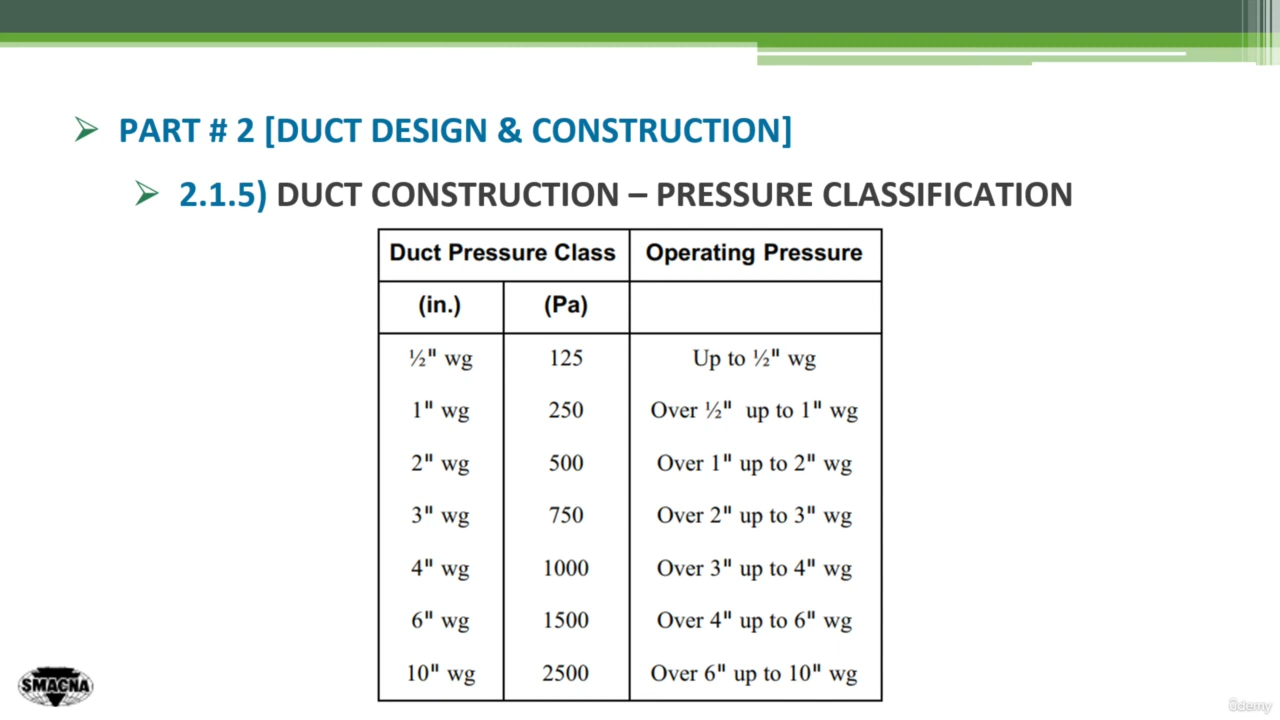 PART # 2 [DUCT DESIGN & CONSTRUCTION]
2.1.5) DUCT CONSTRUCTION – PRESSURE CLASSIFICATION
Duct Pressure Class Operating Pressure
(in.) (Pa)
½" wg 125 Up to ½" wg
1" wg 250 Over ½" up to 1" wg
2" wg 500 Over 1" up to 2" wg
3" wg 750 Over 2" up to 3" wg
4" wg 1000 Over 3" up to 4" wg
6" wg 1500 Over 4" up to 6" wg
10" wg 2500 Over 6" up to 10" wg
SMACNA
ûdemy